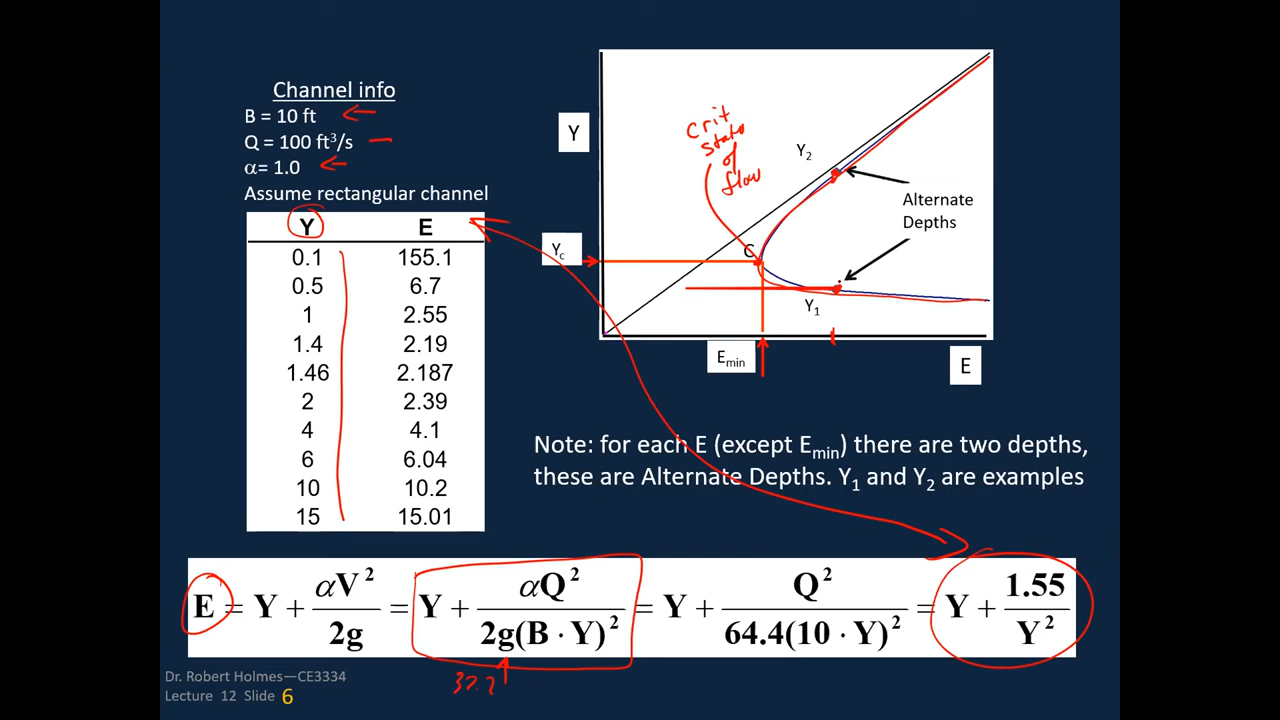 Channel info
B = 10 ft
Q = 100 ft³/s
α= 1.0
Assume rectangular channel
Y E
0.1 155.1
0.5 6.7
1 2.55
1.4 2.19
1.46 2.187
2 2.39
4 4.1
6 6.04
10 10.2
15 15.01
Y
Crit
State
of
flow
Y₂
Alternate
Depths
Y_c
C
Y₁
E_min
E
Note: for each E (except E_min) there are two depths,
these are Alternate Depths. Y₁ and Y₂ are examples
E = Y + αV²/2g = Y + αQ²/2g(B · Y)² = Y + Q²/64.4(10 · Y)² = Y + 1.55/Y²
32.2
Dr. Robert Holmes—CE3334
Lecture 12 Slide 6